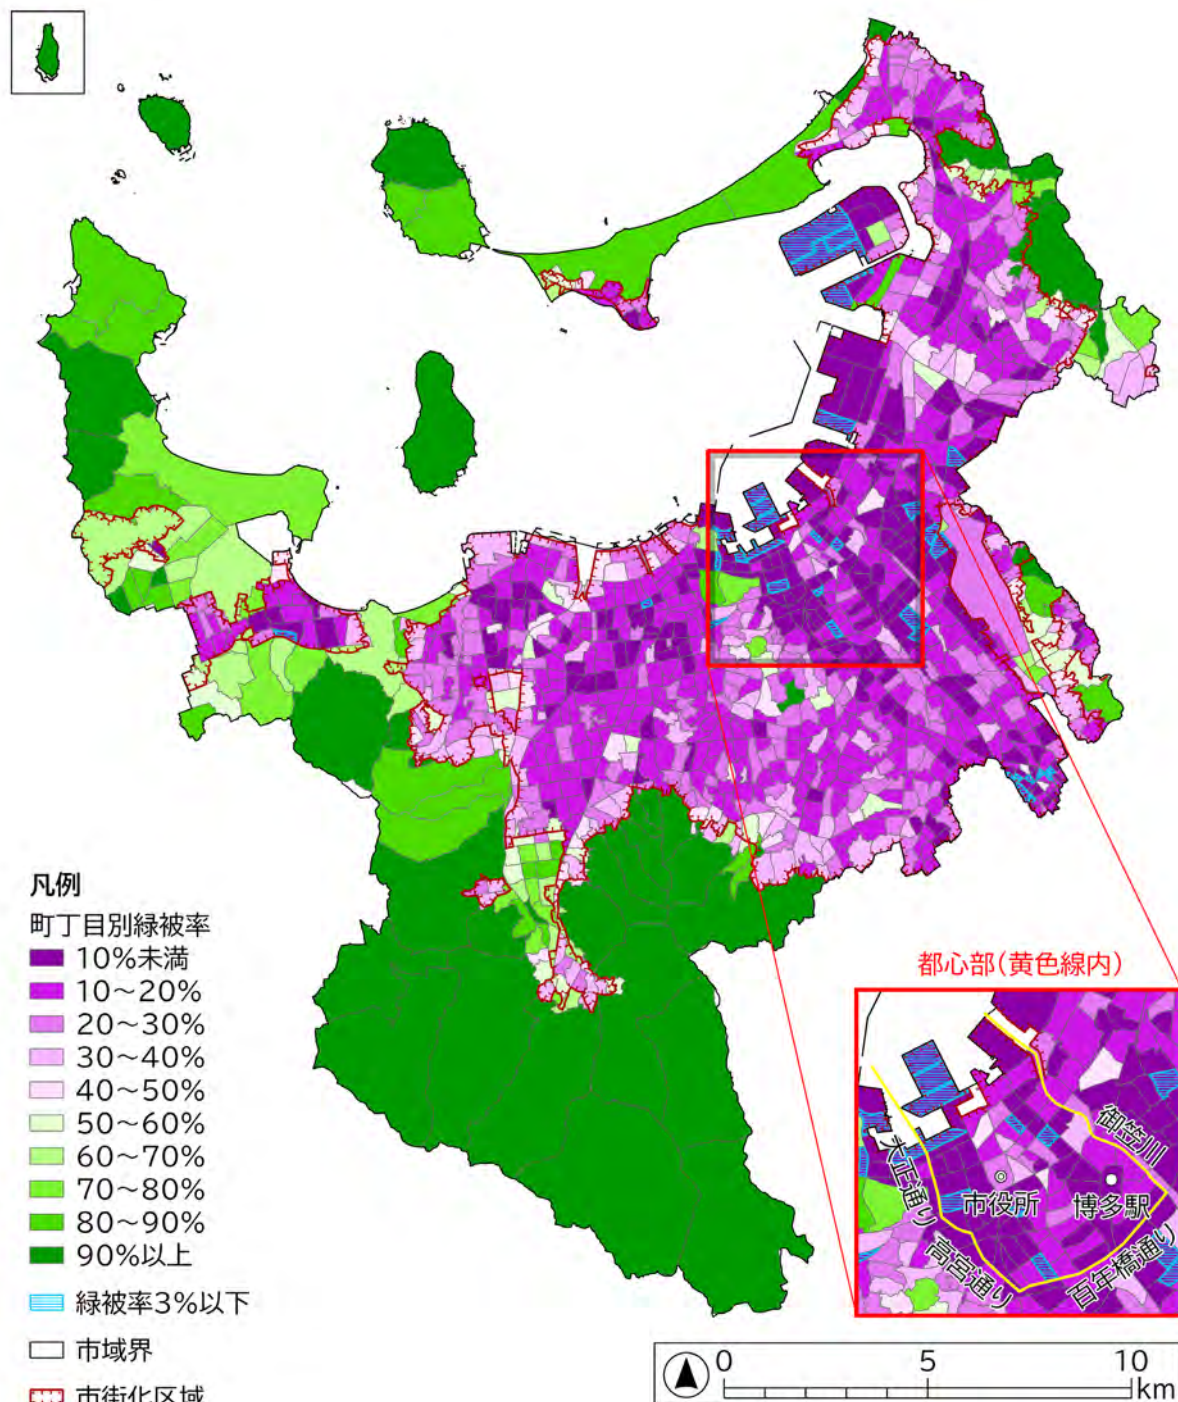 凡例
町丁目別緑被率
10%未満
10～20%
20～30%
30～40%
40～50%
50～60%
60～70%
70～80%
80～90%
90%以上
緑被率3%以下
市域界
市街化区域
都心部(黄色線内)
御笠川
大正通り
市役所
博多駅
高宮通り
百年橋通り
0 5 10
km